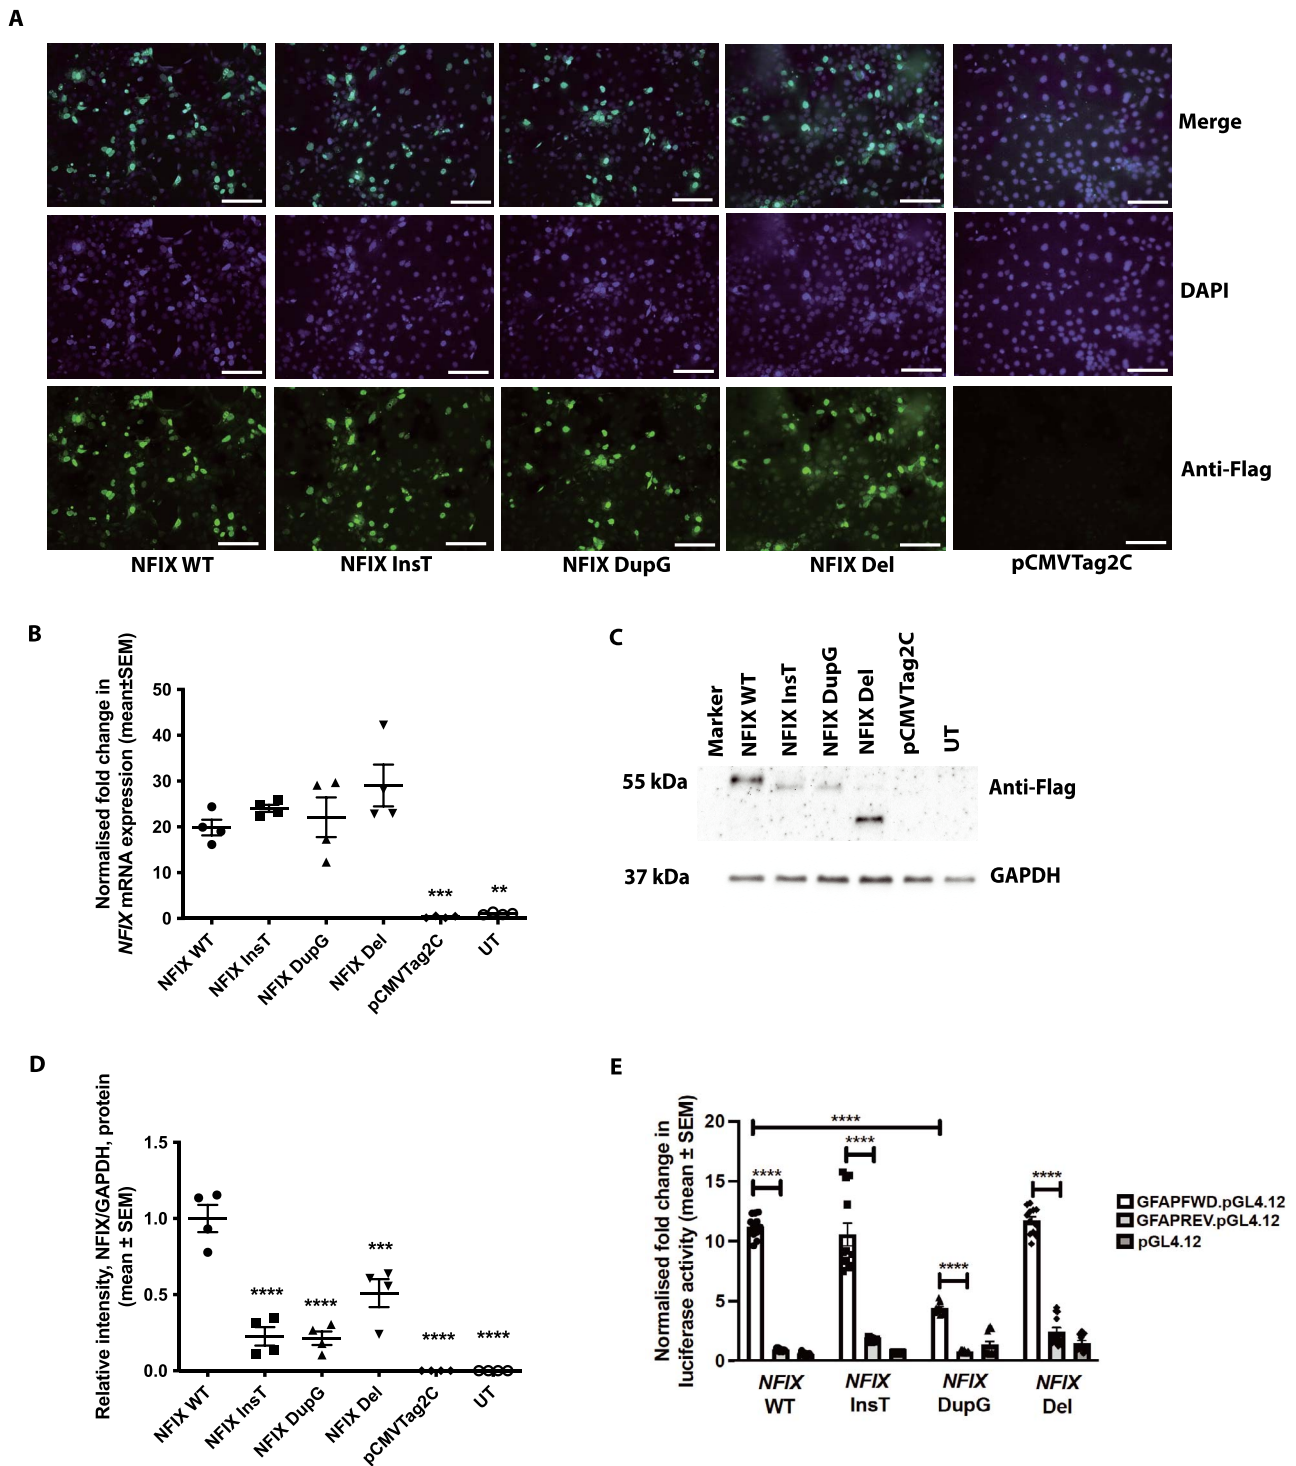 A
Merge
DAPI
Anti-Flag
NFIX WT
NFIX InsT
NFIX DupG
NFIX Del
pCMVTag2C
B
Normalised fold change in
NFIX mRNA expression (mean±SEM)
50
40
30
20
10
0
***
**
NFIX WT
NFIX InsT
NFIX DupG
NFIX Del
pCMVTag2C
UT
C
Marker
NFIX WT
NFIX InsT
NFIX DupG
NFIX Del
pCMVTag2C
UT
55 kDa
Anti-Flag
37 kDa
GAPDH
D
Relative intensity, NFIX/GAPDH, protein
(mean ± SEM)
1.5
1.0
0.5
0.0
****
****
***
****
****
NFIX WT
NFIX InsT
NFIX DupG
NFIX Del
pCMVTag2C
UT
E
Normalised fold change in
luciferase activity (mean ± SEM)
20
15
10
5
0
****
****
****
****
****
GFAPFWD.pGL4.12
GFAPREV.pGL4.12
pGL4.12
NFIX
WT
NFIX
InsT
NFIX
DupG
NFIX
Del